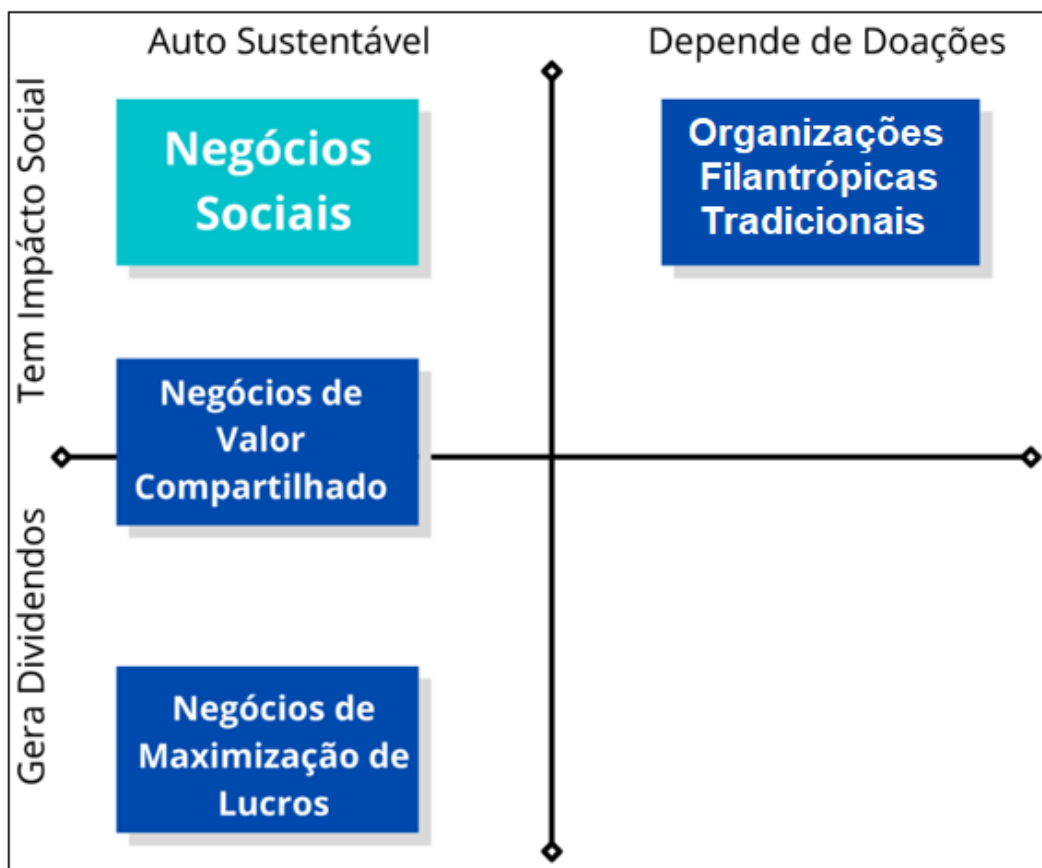 Auto Sustentável
Depende de Doações
Tem Impácto Social
Negócios
Sociais
Organizações
Filantrópicas
Tradicionais
Negócios de
Valor
Compartilhado
Gera Dividendos
Negócios de
Maximização de
Lucros